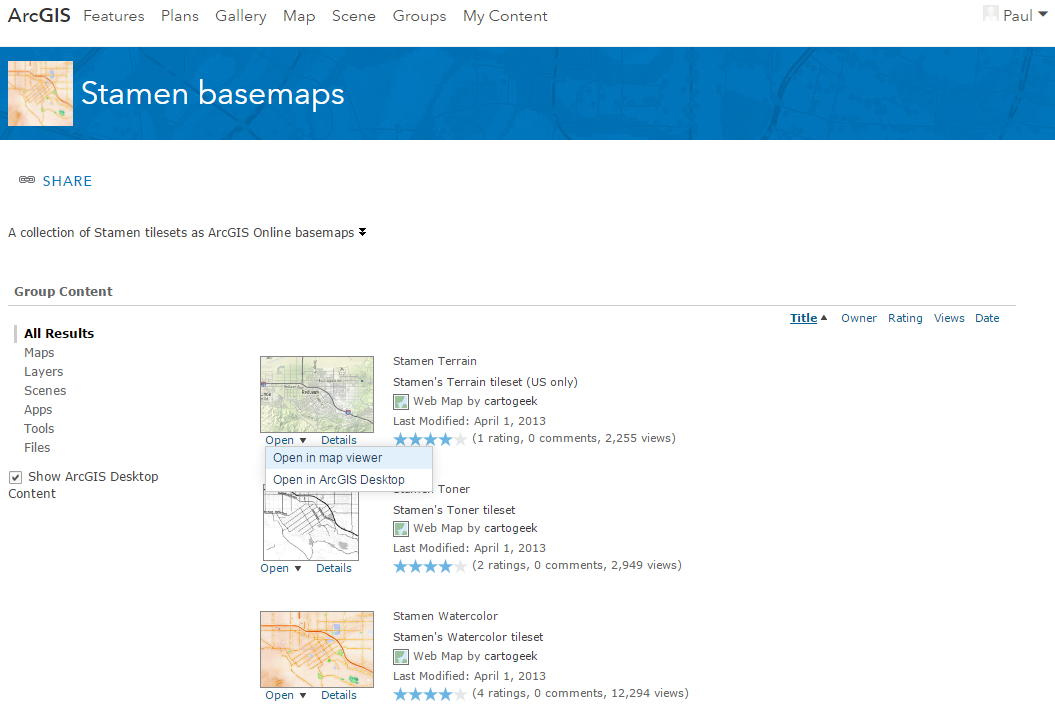 ArcGIS Features Plans Gallery Map Scene Groups My Content Paul
Stamen basemaps
SHARE
A collection of Stamen tilesets as ArcGIS Online basemaps
Group Content
Title Owner Rating Views Date
All Results
Maps
Layers
Scenes
Apps
Tools
Files
Show ArcGIS Desktop
Content
Stamen Terrain
Stamen's Terrain tileset (US only)
Web Map by cartogeek
Last Modified: April 1, 2013
(1 rating, 0 comments, 2,255 views)
Open Details
Open in map viewer
Open in ArcGIS Desktop
Toner
Stamen's Toner tileset
Web Map by cartogeek
Last Modified: April 1, 2013
(2 ratings, 0 comments, 2,949 views)
Open Details
Stamen Watercolor
Stamen's Watercolor tileset
Web Map by cartogeek
Last Modified: April 1, 2013
(4 ratings, 0 comments, 12,294 views)
Open Details